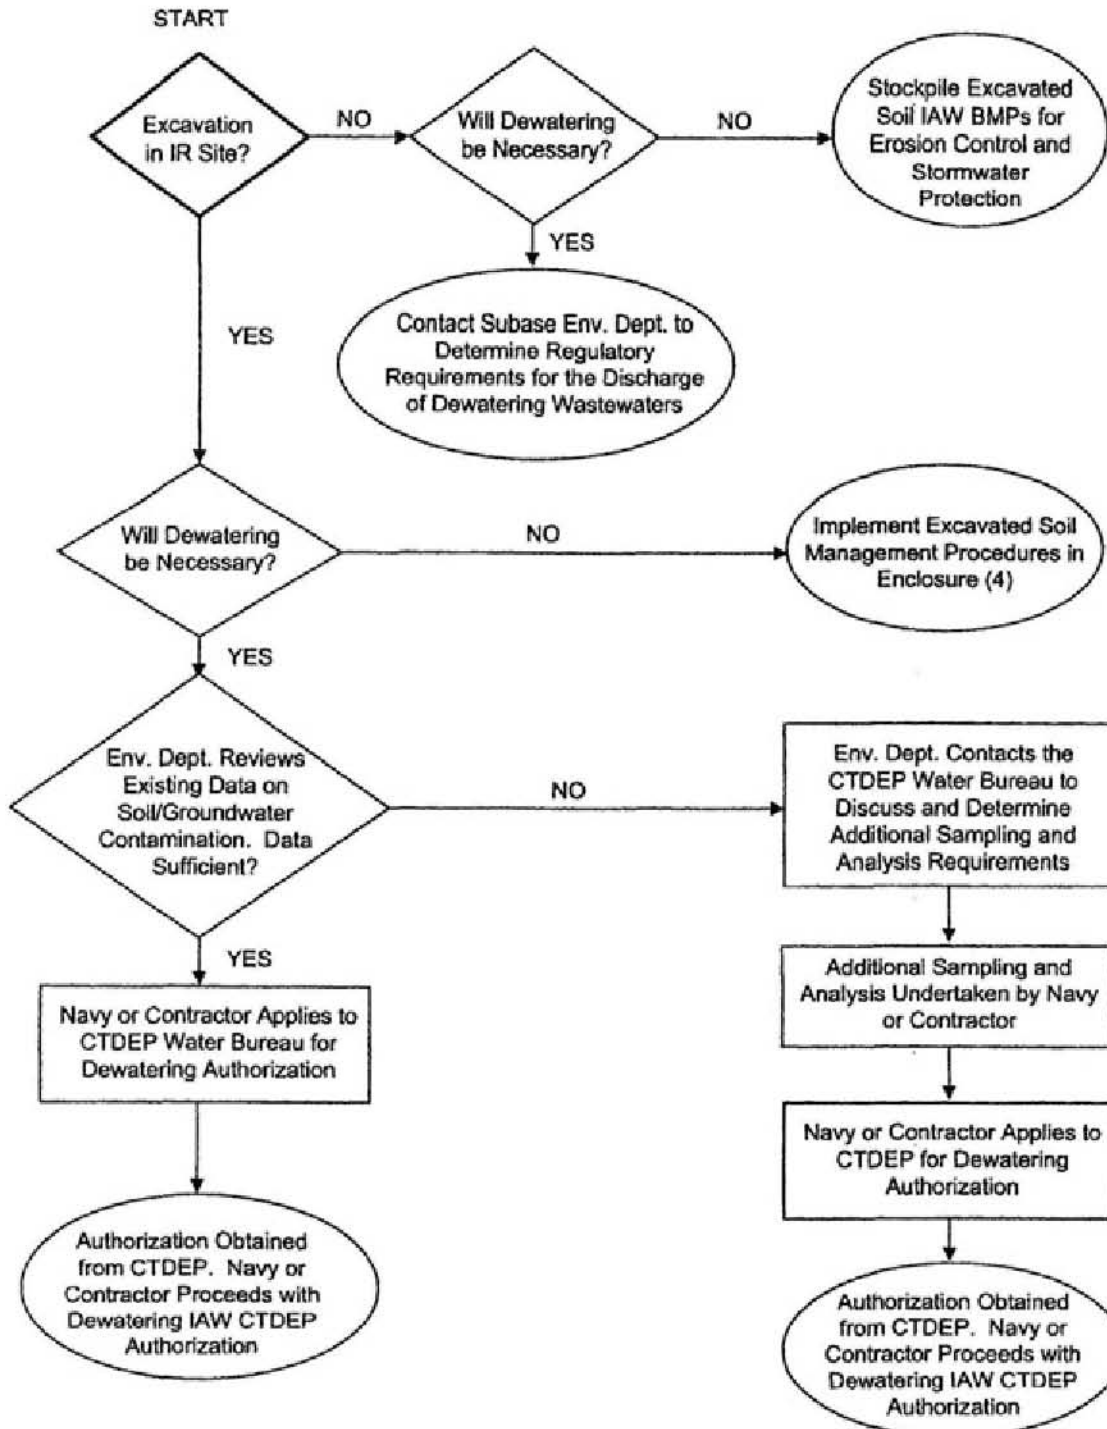 START
Excavation
in IR Site?
NO
Will Dewatering
be Necessary?
NO
Stockpile Excavated
Soil IAW BMPs for
Erosion Control and
Stormwater
Protection
YES
Contact Subase Env. Dept. to
Determine Regulatory
Requirements for the Discharge
of Dewatering Wastewaters
YES
Will Dewatering
be Necessary?
NO
Implement Excavated Soil
Management Procedures in
Enclosure (4)
YES
Env. Dept. Reviews
Existing Data on
Soil/Groundwater
Contamination. Data
Sufficient?
NO
Env. Dept. Contacts the
CTDEP Water Bureau to
Discuss and Determine
Additional Sampling and
Analysis Requirements
YES
Navy or Contractor Applies to
CTDEP Water Bureau for
Dewatering Authorization
Additional Sampling and
Analysis Undertaken by Navy
or Contractor
Navy or Contractor Applies to
CTDEP for Dewatering
Authorization
Authorization Obtained
from CTDEP. Navy or
Contractor Proceeds with
Dewatering IAW CTDEP
Authorization
Authorization Obtained
from CTDEP. Navy or
Contractor Proceeds with
Dewatering IAW CTDEP
Authorization